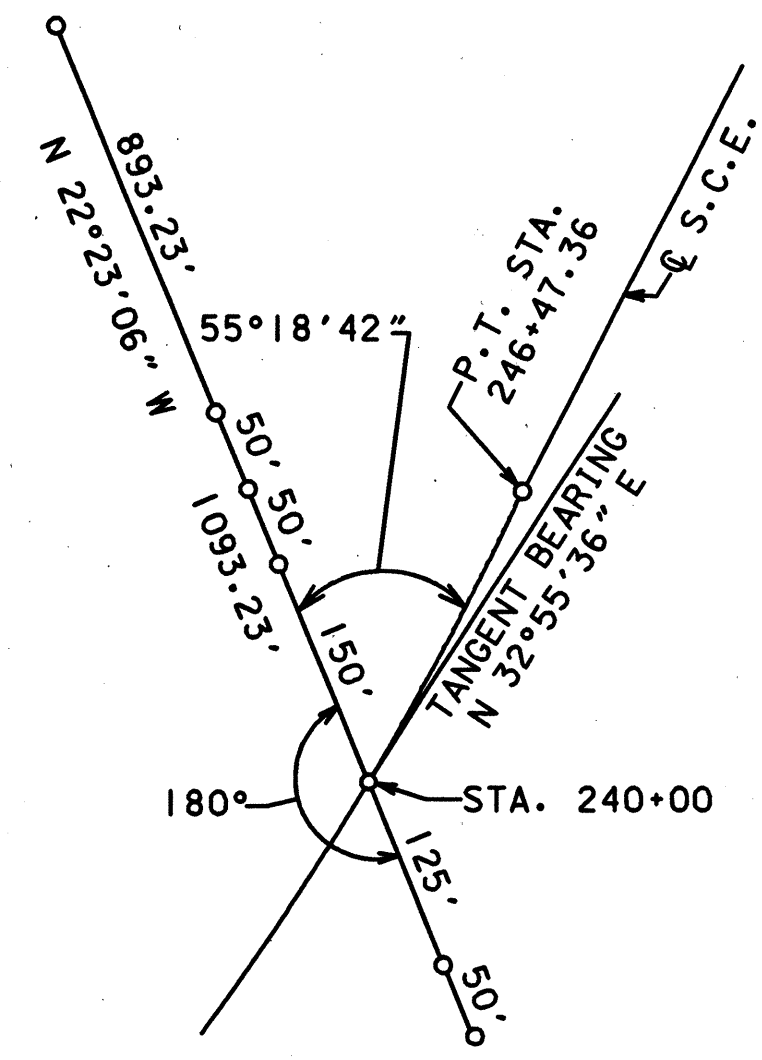 893.23'
N 22°23'06" W
℄ S.C.E.
P.T. STA.
246+47.36
55°18'42"
50'
50'
1093.23'
TANGENT BEARING
N 32°55'36" E
150'
180°
STA. 240+00
125'
50'